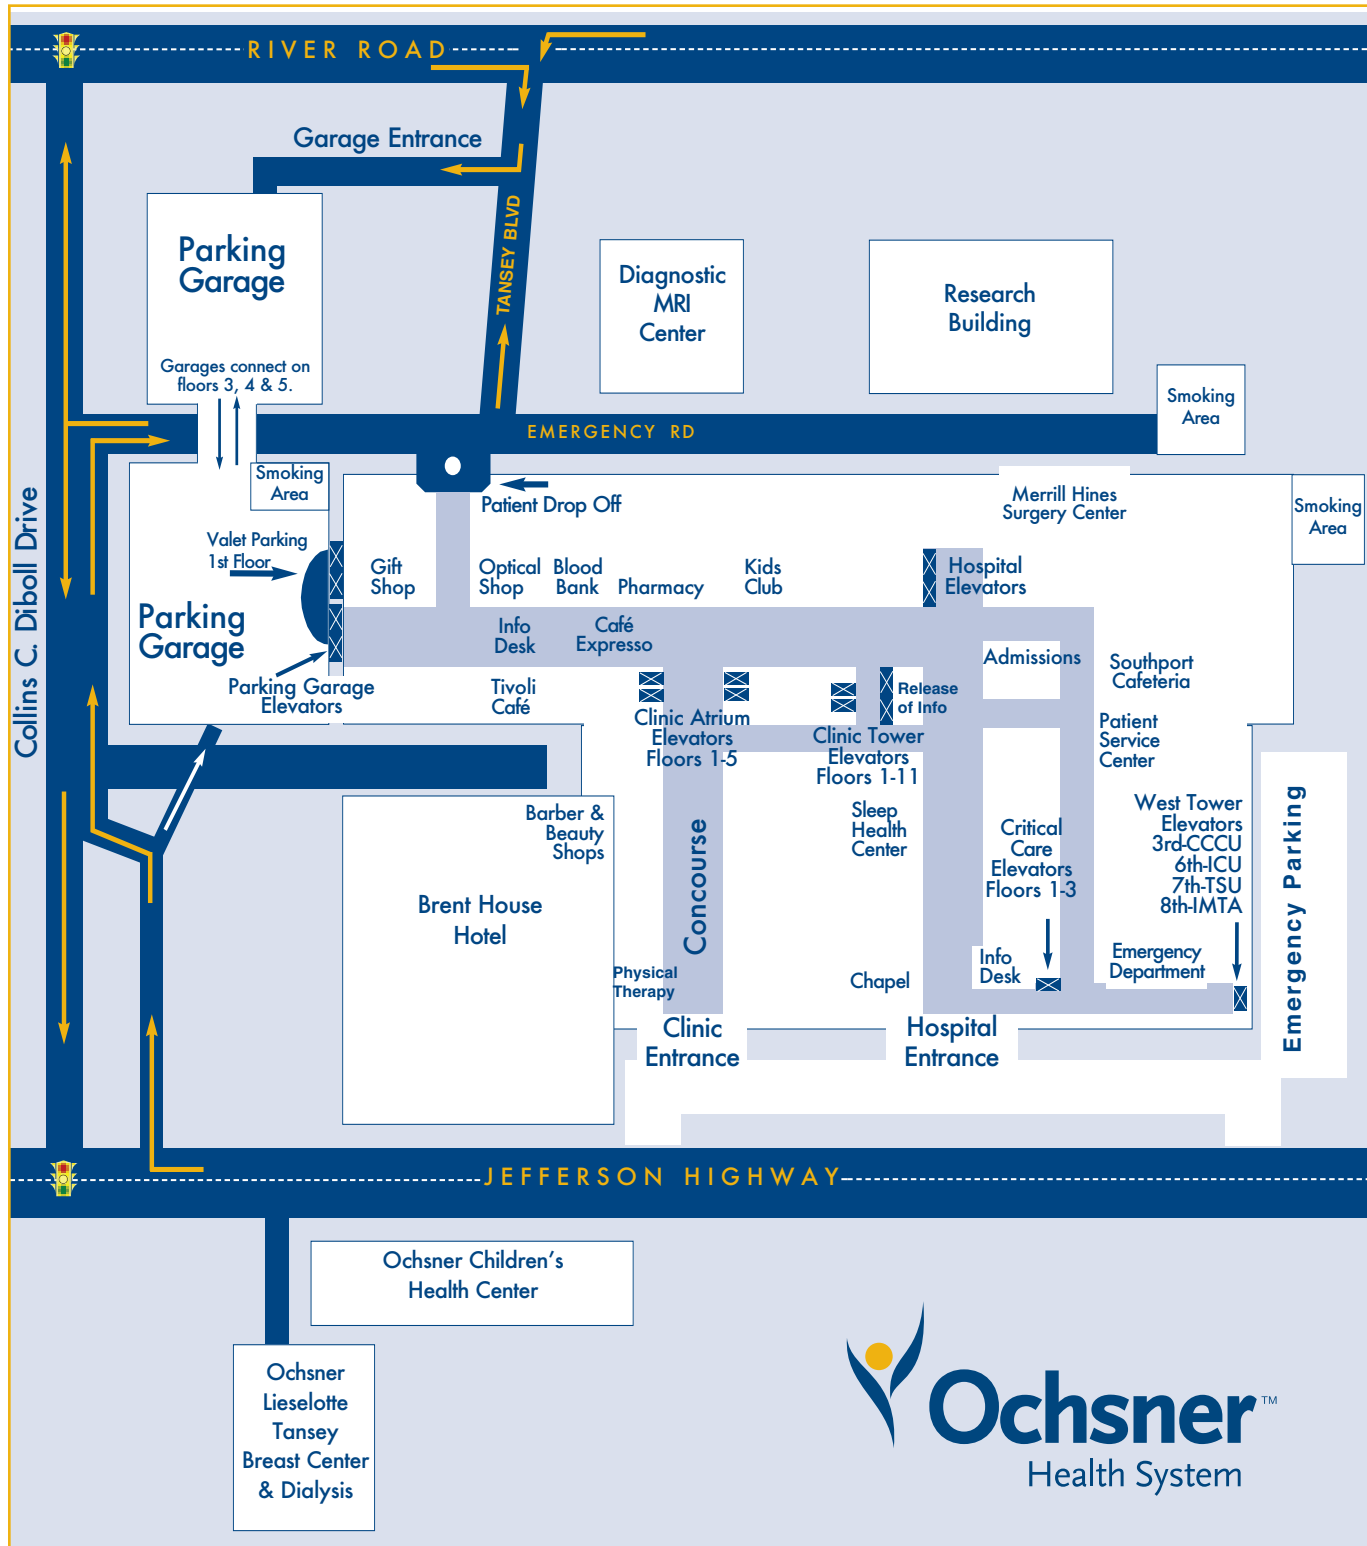 RIVER ROAD
Garage Entrance
TANSEY BLVD
Parking
Garage
Garages connect on
floors 3, 4 & 5.
Diagnostic
MRI
Center
Research
Building
Smoking
Area
EMERGENCY RD
Smoking
Area
Patient Drop Off
Merrill Hines
Surgery Center
Smoking
Area
Collins C. Diboll Drive
Valet Parking
1st Floor
Parking
Garage
Parking Garage
Elevators
Gift
Shop
Optical
Shop
Blood
Bank
Pharmacy
Kids
Club
Hospital
Elevators
Info
Desk
Café
Expresso
Tivoli
Café
Clinic Atrium
Elevators
Floors 1-5
Clinic Tower
Elevators
Floors 1-11
Release
of Info
Admissions
Southport
Cafeteria
Patient
Service
Center
Barber &
Beauty
Shops
Brent House
Hotel
Concourse
Sleep
Health
Center
Critical
Care
Elevators
Floors 1-3
West Tower
Elevators
3rd-CCCU
6th-ICU
7th-TSU
8th-IMTA
Emergency Parking
Physical
Therapy
Chapel
Info
Desk
Emergency
Department
Clinic
Entrance
Hospital
Entrance
JEFFERSON HIGHWAY
Ochsner Children's
Health Center
Ochsner
Lieselotte
Tansey
Breast Center
& Dialysis
Ochsner™
Health System